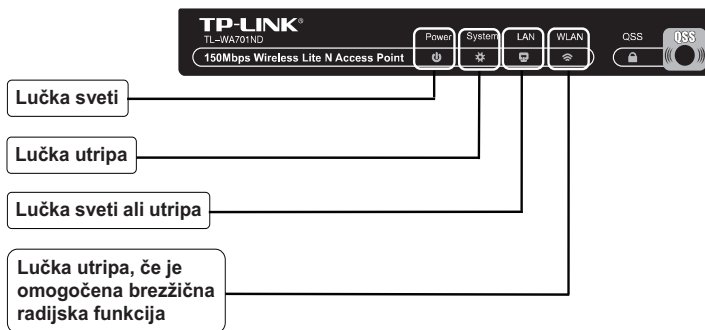 TP-LINK®
TL-WA701ND
Power System LAN WLAN QSS QSS
150Mbps Wireless Lite N Access Point
Lučka sveti
Lučka utripa
Lučka sveti ali utripa
Lučka utripa, če je
omogočena brezžična
radijska funkcija